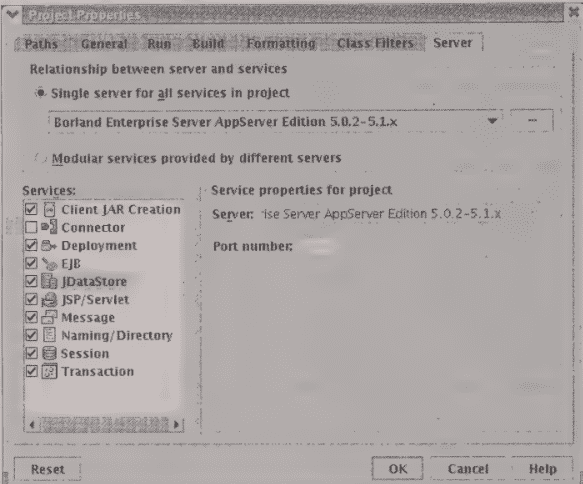 Project Properties
Paths General Run Build Formatting Class Filters Server
Relationship between server and services
Single server for all services in project
Borland Enterprise Server AppServer Edition 5.0.2-5.1.x
...
Modular services provided by different servers
Services:
Client JAR Creation
Connector
Deployment
EJB
JDataStore
JSP/Servlet
Message
Naming/Directory
Session
Transaction
Service properties for project
Server: ise Server AppServer Edition 5.0.2-5.1.x
Port number:
Reset OK Cancel Help